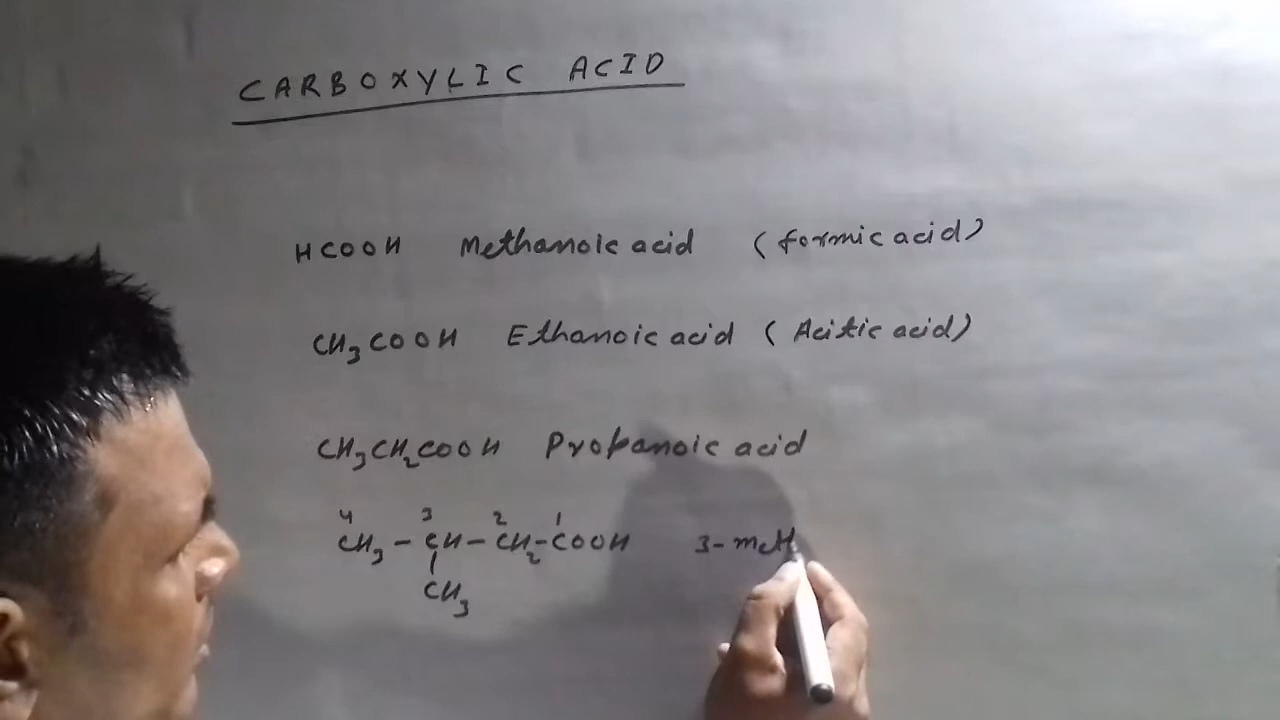 CARBOXYLIC ACID
HCOOH Methanoic acid (formic acid)
CH3COOH Ethanoic acid (Acitic acid)
CH3CH2COOH Propanoic acid
4 3 2 1
CH3-CH-CH2-COOH 3-meth
CH3